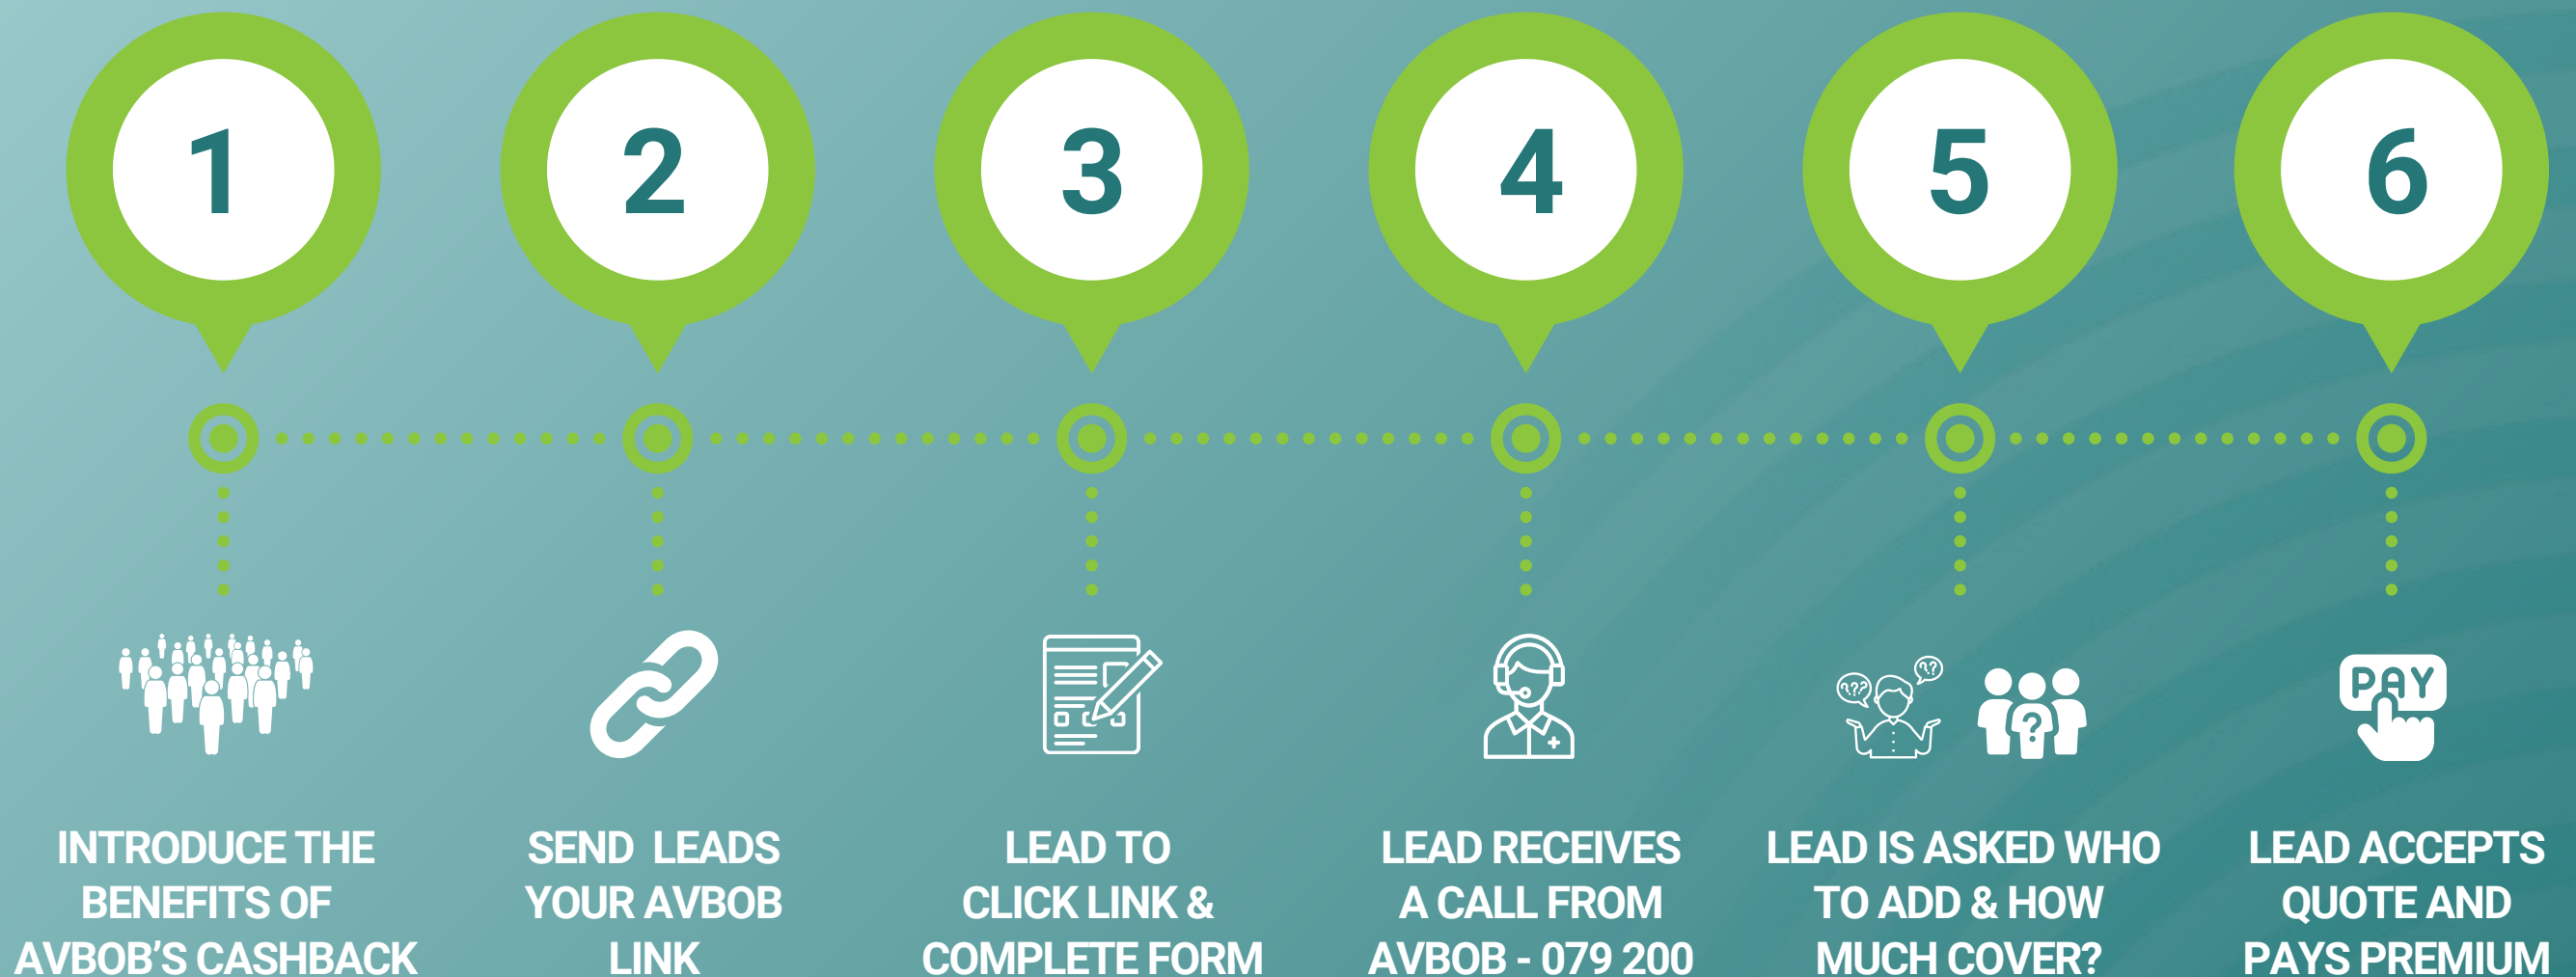 1
2
3
4
5
6
???
??
?
PAY
INTRODUCE THE
BENEFITS OF
AVBOB'S CASHBACK
SEND LEADS
YOUR AVBOB
LINK
LEAD TO
CLICK LINK &
COMPLETE FORM
LEAD RECEIVES
A CALL FROM
AVBOB - 079 200
LEAD IS ASKED WHO
TO ADD & HOW
MUCH COVER?
LEAD ACCEPTS
QUOTE AND
PAYS PREMIUM